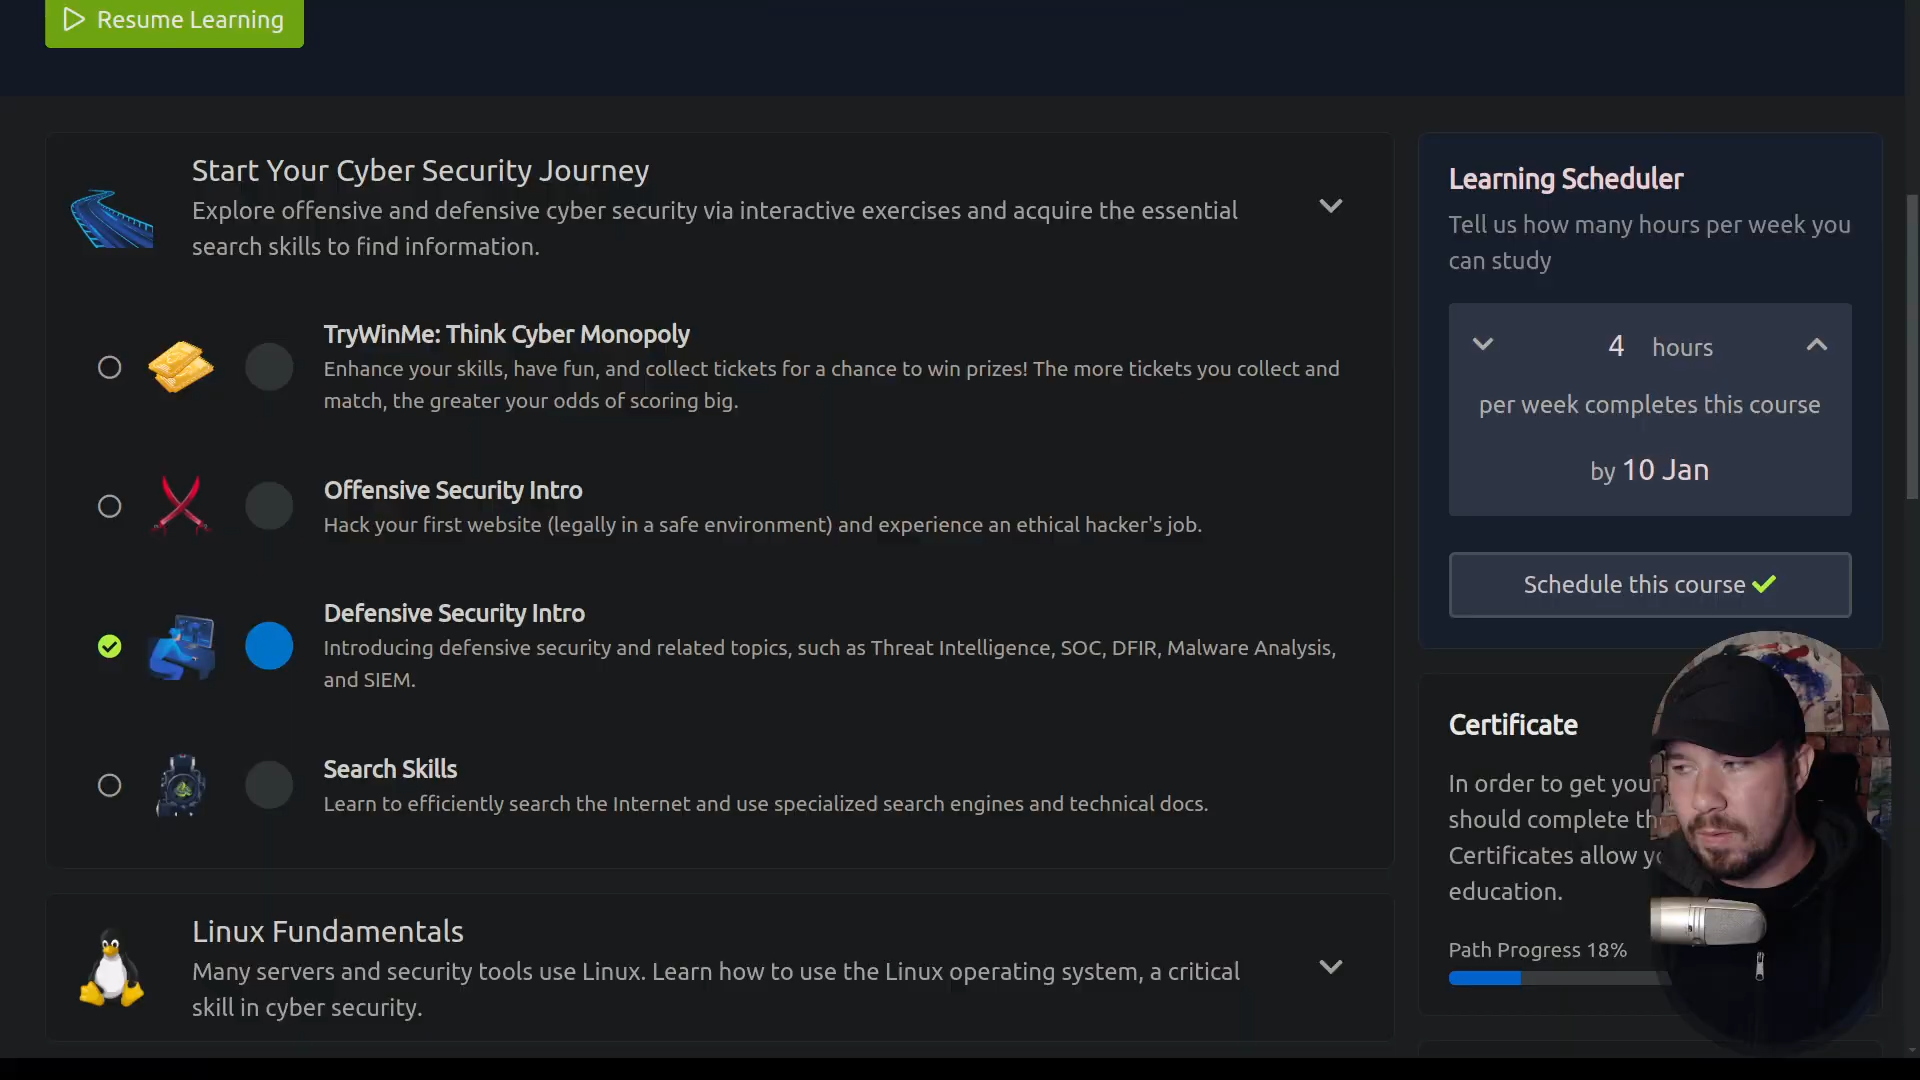 Resume Learning
Start Your Cyber Security Journey
Explore offensive and defensive cyber security via interactive exercises and acquire the essential
search skills to find information.
TryWinMe: Think Cyber Monopoly
Enhance your skills, have fun, and collect tickets for a chance to win prizes! The more tickets you collect and
match, the greater your odds of scoring big.
Offensive Security Intro
Hack your first website (legally in a safe environment) and experience an ethical hacker's job.
Defensive Security Intro
Introducing defensive security and related topics, such as Threat Intelligence, SOC, DFIR, Malware Analysis,
and SIEM.
Search Skills
Learn to efficiently search the Internet and use specialized search engines and technical docs.
Linux Fundamentals
Many servers and security tools use Linux. Learn how to use the Linux operating system, a critical
skill in cyber security.
Learning Scheduler
Tell us how many hours per week you
can study
4 hours
per week completes this course
by 10 Jan
Schedule this course
Certificate
In order to get your
should complete
Certificates allow
education.
Path Progress 18%